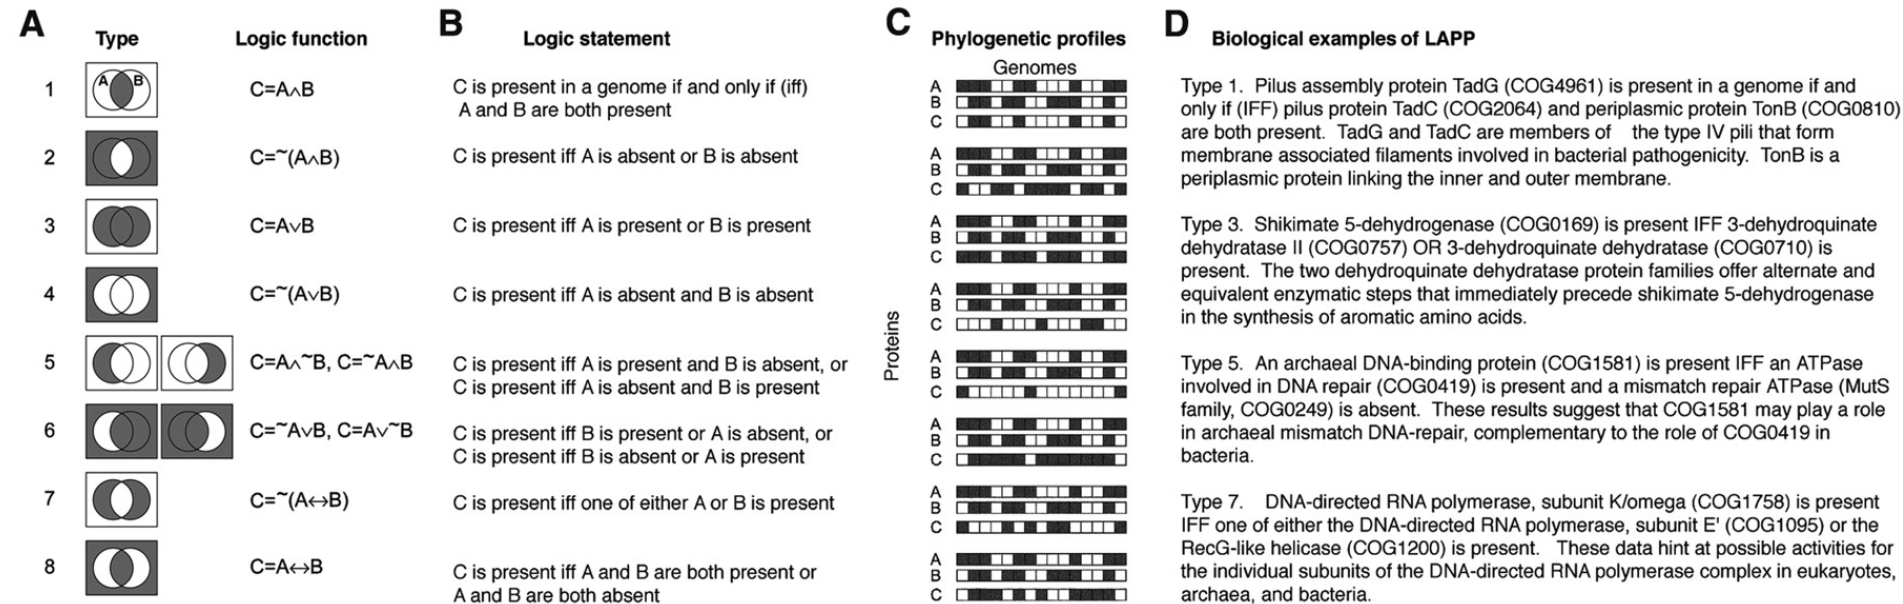 A
Type
Logic function
1
A B
C=A∧B
2
C=~(A∧B)
3
C=A∨B
4
C=~(A∨B)
5
C=A∧~B, C=~A∧B
6
C=~A∨B, C=A∨~B
7
C=~(A↔B)
8
C=A↔B
B
Logic statement
C is present in a genome if and only if (iff)
A and B are both present
C is present iff A is absent or B is absent
C is present iff A is present or B is present
C is present iff A is absent and B is absent
C is present iff A is present and B is absent, or
C is present iff A is absent and B is present
C is present iff B is present or A is absent, or
C is present iff B is absent or A is present
C is present iff one of either A or B is present
C is present iff A and B are both present or
A and B are both absent
C
Phylogenetic profiles
Genomes
Proteins
A
B
C
A
B
C
A
B
C
A
B
C
A
B
C
A
B
C
A
B
C
A
B
C
D
Biological examples of LAPP
Type 1. Pilus assembly protein TadG (COG4961) is present in a genome if and
only if (IFF) pilus protein TadC (COG2064) and periplasmic protein TonB (COG0810)
are both present. TadG and TadC are members of the type IV pili that form
membrane associated filaments involved in bacterial pathogenicity. TonB is a
periplasmic protein linking the inner and outer membrane.
Type 3. Shikimate 5-dehydrogenase (COG0169) is present IFF 3-dehydroquinate
dehydratase II (COG0757) OR 3-dehydroquinate dehydratase (COG0710) is
present. The two dehydroquinate dehydratase protein families offer alternate and
equivalent enzymatic steps that immediately precede shikimate 5-dehydrogenase
in the synthesis of aromatic amino acids.
Type 5. An archaeal DNA-binding protein (COG1581) is present IFF an ATPase
involved in DNA repair (COG0419) is present and a mismatch repair ATPase (MutS
family, COG0249) is absent. These results suggest that COG1581 may play a role
in archaeal mismatch DNA-repair, complementary to the role of COG0419 in
bacteria.
Type 7. DNA-directed RNA polymerase, subunit K/omega (COG1758) is present
IFF one of either the DNA-directed RNA polymerase, subunit E' (COG1095) or the
RecG-like helicase (COG1200) is present. These data hint at possible activities for
the individual subunits of the DNA-directed RNA polymerase complex in eukaryotes,
archaea, and bacteria.